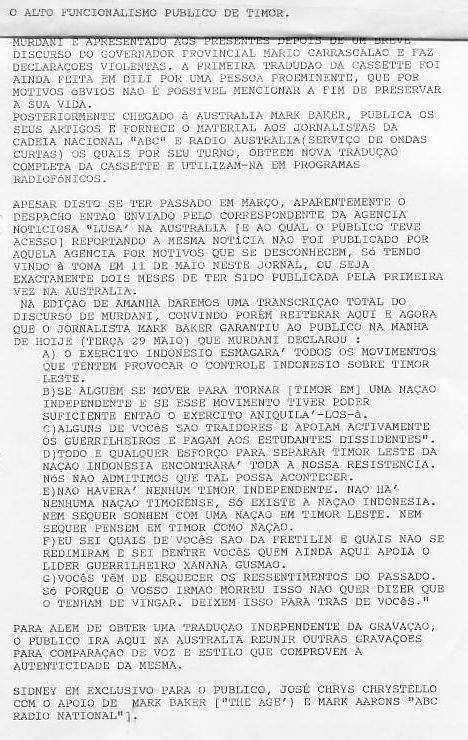 O ALTO FUNCIONALISMO PUBLICO DE TIMOR.
MURDANI E APRESENTADO AOS PRESENTES DEPOIS DE UM BREVE
DISCURSO DO GOVERNADOR PROVINCIAL MARIO CARRASCALAO E FAZ
DECLARAÇOES VIOLENTAS. A PRIMEIRA TRADUÇAO DA CASSETTE FOI
AINDA FEITA EM DILI POR UMA PESSOA PROEMINENTE, QUE POR
MOTIVOS óBVIOS NAO É POSSíVEL MENCIONAR A FIM DE PRESERVAR
A SUA VIDA.
POSTERIORMENTE CHEGADO à AUSTRALIA MARK BAKER, PUBLICA OS
SEUS ARTIGOS E FORNECE O MATERIAL AOS JORNALISTAS DA
CADEIA NACIONAL "ABC" E RADIO AUSTRALIA(SERVIÇO DE ONDAS
CURTAS) OS QUAIS POR SEU TURNO, OBTEEM NOVA TRADUÇAO
COMPLETA DA CASSETTE E UTILIZAM-NA EM PROGRAMAS
RADIOFóNICOS.
APESAR DISTO SE TER PASSADO EM MARÇO, APARENTEMENTE O
DESPACHO ENTAO ENVIADO PELO CORRESPONDENTE DA AGENCIA
NOTICIOSA "LUSA' NA AUSTRALIA [E AO QUAL O PUBLICO TEVE
ACESSO] REPORTANDO A MESMA NOTíCIA NAO FOI PUBLICADO POR
AQUELA AGENCIA POR MOTIVOS QUE SE DESCONHECEM, Só TENDO
VINDO à TONA EM 11 DE MAIO NESTE JORNAL, OU SEJA
EXACTAMENTE DOIS MESES DE TER SIDO PUBLICADA PELA PRIMEIRA
VEZ NA AUSTRALIA.
NA EDIÇAO DE AMANHA DAREMOS UMA TRANSCRIÇAO TOTAL DO
DISCURSO DE MURDANI, CONVINDO PORÉM REITERAR AQUI E AGORA
QUE O JORNALISTA MARK BAKER GARANTIU AO PUBLICO NA MANHA
DE HOIJE (TERÇA 29 MAIO) QUE MURDANI DECLAROU :
A) O EXERCITO INDONESIO ESMAGARA' TODOS OS MOVIMENTOS
QUE TENTEM PROVOCAR O CONTROLE INDONESIO SOBRE TIMOR
LESTE.
B)SE ALGUEM SE MOVER PARA TORNAR [TIMOR EM] UMA NAÇAO
INDEPENDENTE E SE ESSE MOVIMENTO TIVER PODER
SUFICIENTE ENTAO O EXERCITO ANIQUILA'-LOS-à.
C)ALGUNS DE VOCêS SAO TRAIDORES E APOIAM ACTIVAMENTE
OS GUERRILHEIROS E PAGAM AOS ESTUDANTES DISSIDENTES".
D)TODO E QUALQUER ESFORÇO PARA SEPARAR TIMOR LESTE DA
NAÇAO INDONESIA ENCONTRARA' TODA A NOSSA RESISTENCIA.
NóS NAO ADMITIMOS QUE TAL POSSA ACONTECER.
E)NAO HAVERA' NENHUM TIMOR INDEPENDENTE. NAO HA'
NENHUMA NAÇAO TIMORENSE, Só EXISTE A NAÇAO INDONESIA.
NEM SEQUER SONHEM COM UMA NAÇAO EM TIMOR LESTE. NEM
SEQUER PENSEM EM TIMOR COMO NAÇAO.
F)EU SEI QUAIS DE VOCêS SAO DA FRETILIN E QUAIS NAO SE
REDIMIRAM E SEI DENTRE VOCêS QUEM AINDA AQUI APOIA O
LIDER GUERRILHEIRO XANANA GUSMAO.
G)VOCêS TêM DE ESQUECER OS RESSENTIMENTOS DO PASSADO.
Só PORQUE O VOSSO IRMAO MORREU ISSO NAO QUER DIZER QUE
O TENHAM DE VINGAR. DEIXEM ISSO PARA TRAS DE VOCêS."
PARA ALEM DE OBTER UMA TRADUÇAO INDEPENDENTE DA GRAVAÇAO,
O PUBLICO IRA AQUI NA AUSTRALIA REUNIR OUTRAS GRAVAÇOES
PARA COMPARAÇAO DE VOZ E ESTILO QUE COMPROVEM A
AUTENTICIDADE DA MESMA.
SIDNEY EM EXCLUSIVO PARA O PUBLICO, JOSÉ CHRYS CHRYSTELLO
COM O APOIO DE MARK BAKER ["THE AGE') E MARK AARONS "ABC
RADIO NATIONAL"].